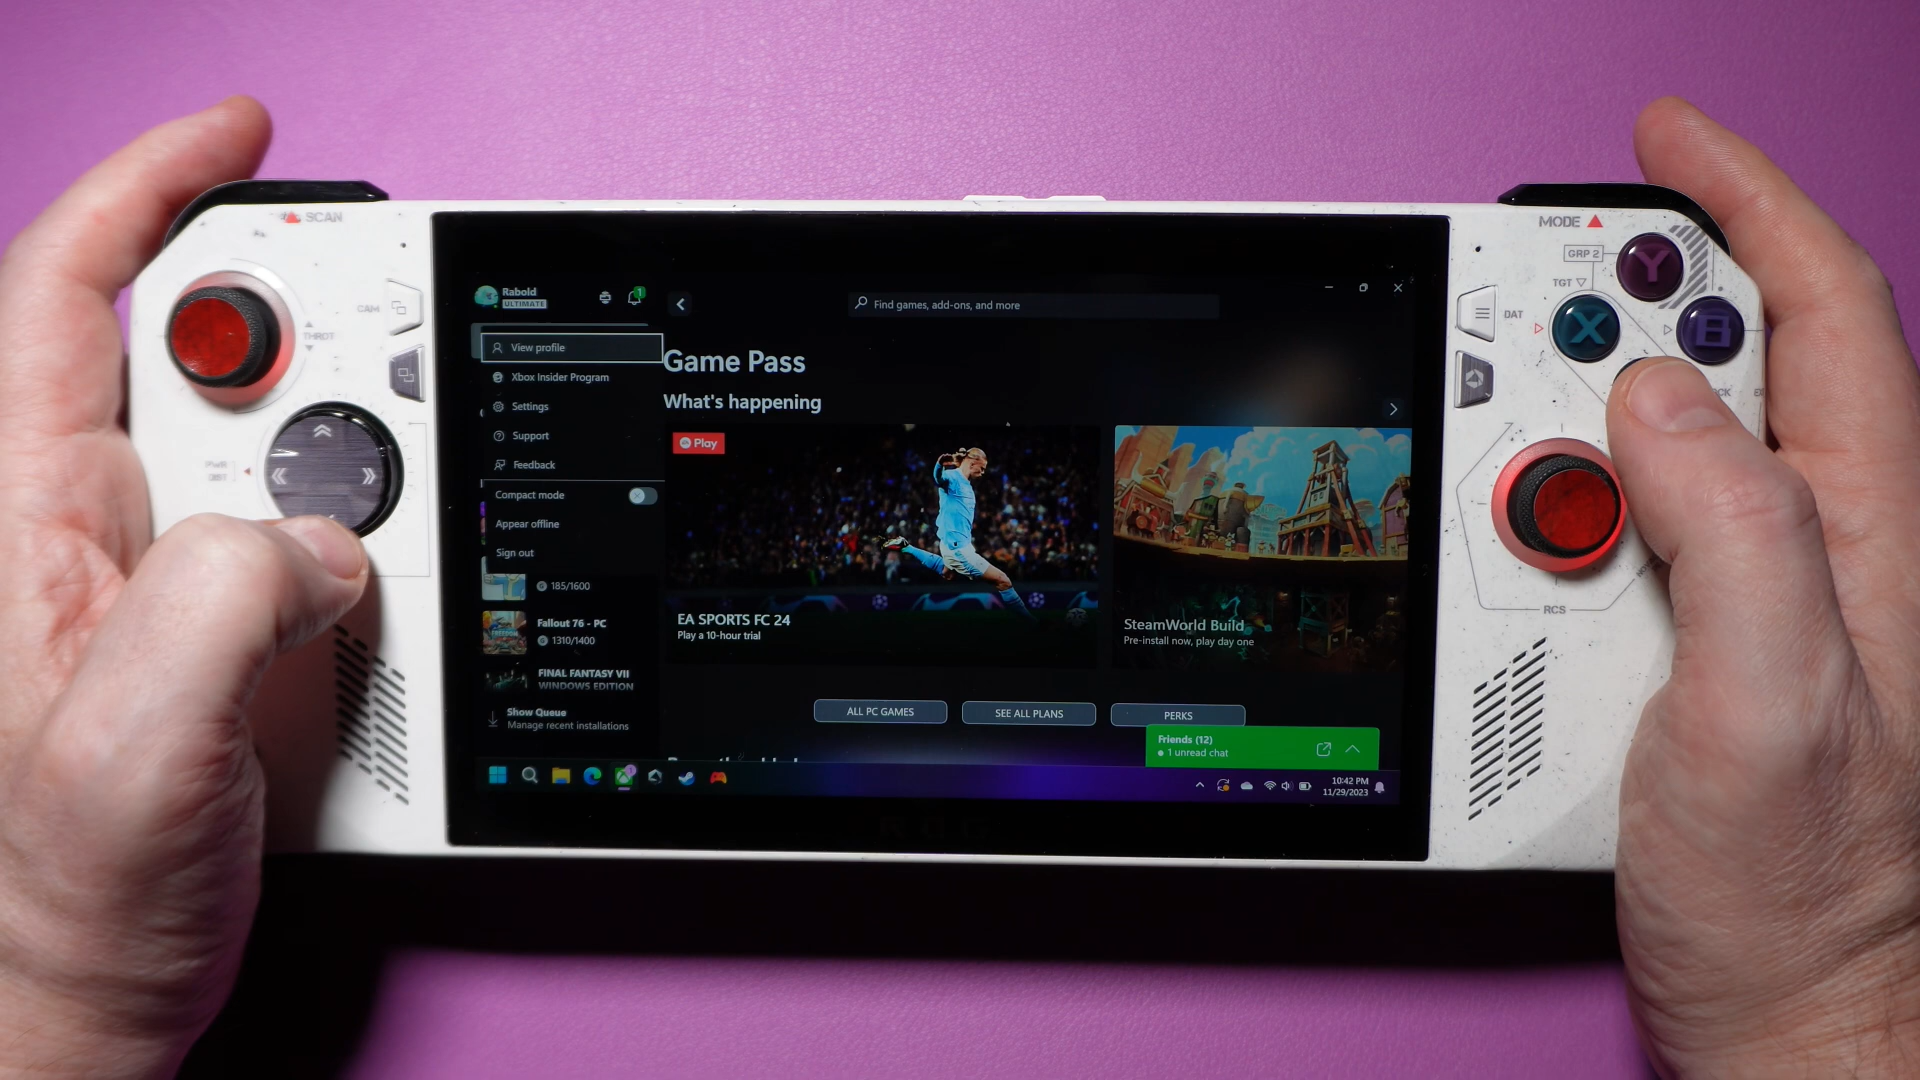 SCAN
MODE
GRP 2
TGT
Y
X
B
CAM
THRDT
DAT
RCS
Rabold
ULTIMATE
1
Find games, add-ons, and more
View profile
Xbox Insider Program
Settings
Support
Feedback
Compact mode
Appear offline
Sign out
185/1600
Fallout 76 - PC
1310/1400
FINAL FANTASY VII
WINDOWS EDITION
Show Queue
Manage recent installations
Game Pass
What's happening
EA Play
EA SPORTS FC 24
Play a 10-hour trial
SteamWorld Build
Pre-install now, play day one
ALL PC GAMES
SEE ALL PLANS
PERKS
Friends (12)
1 unread chat
10:42 PM
11/29/2023